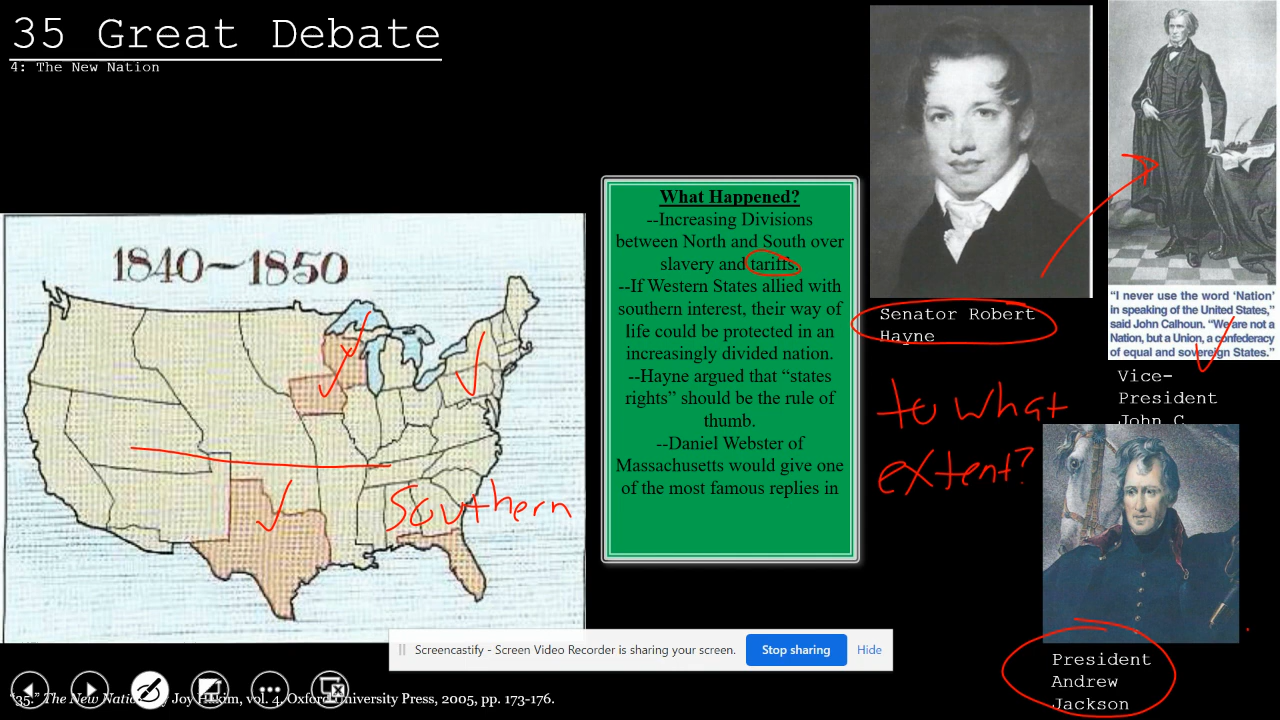 35 Great Debate
4: The New Nation
1840~1850
Southern
What Happened?
--Increasing Divisions
between North and South over
slavery and tariffs.
--If Western States allied with
southern interest, their way of
life could be protected in an
increasingly divided nation.
--Hayne argued that “states
rights” should be the rule of
thumb.
--Daniel Webster of
Massachusetts would give one
of the most famous replies in
Senator Robert
Hayne
“I never use the word ‘Nation’
in speaking of the United States,”
said John Calhoun. “We are not a
Nation, but a Union, a confederacy
of equal and sovereign States.”
Vice-
President
John C
to what
extent?
President
Andrew
Jackson
Screencastify - Screen Video Recorder is sharing your screen.
Stop sharing
Hide
“35.” The New Nation, by Joy Hakim, vol. 4, Oxford University Press, 2005, pp. 173-176.